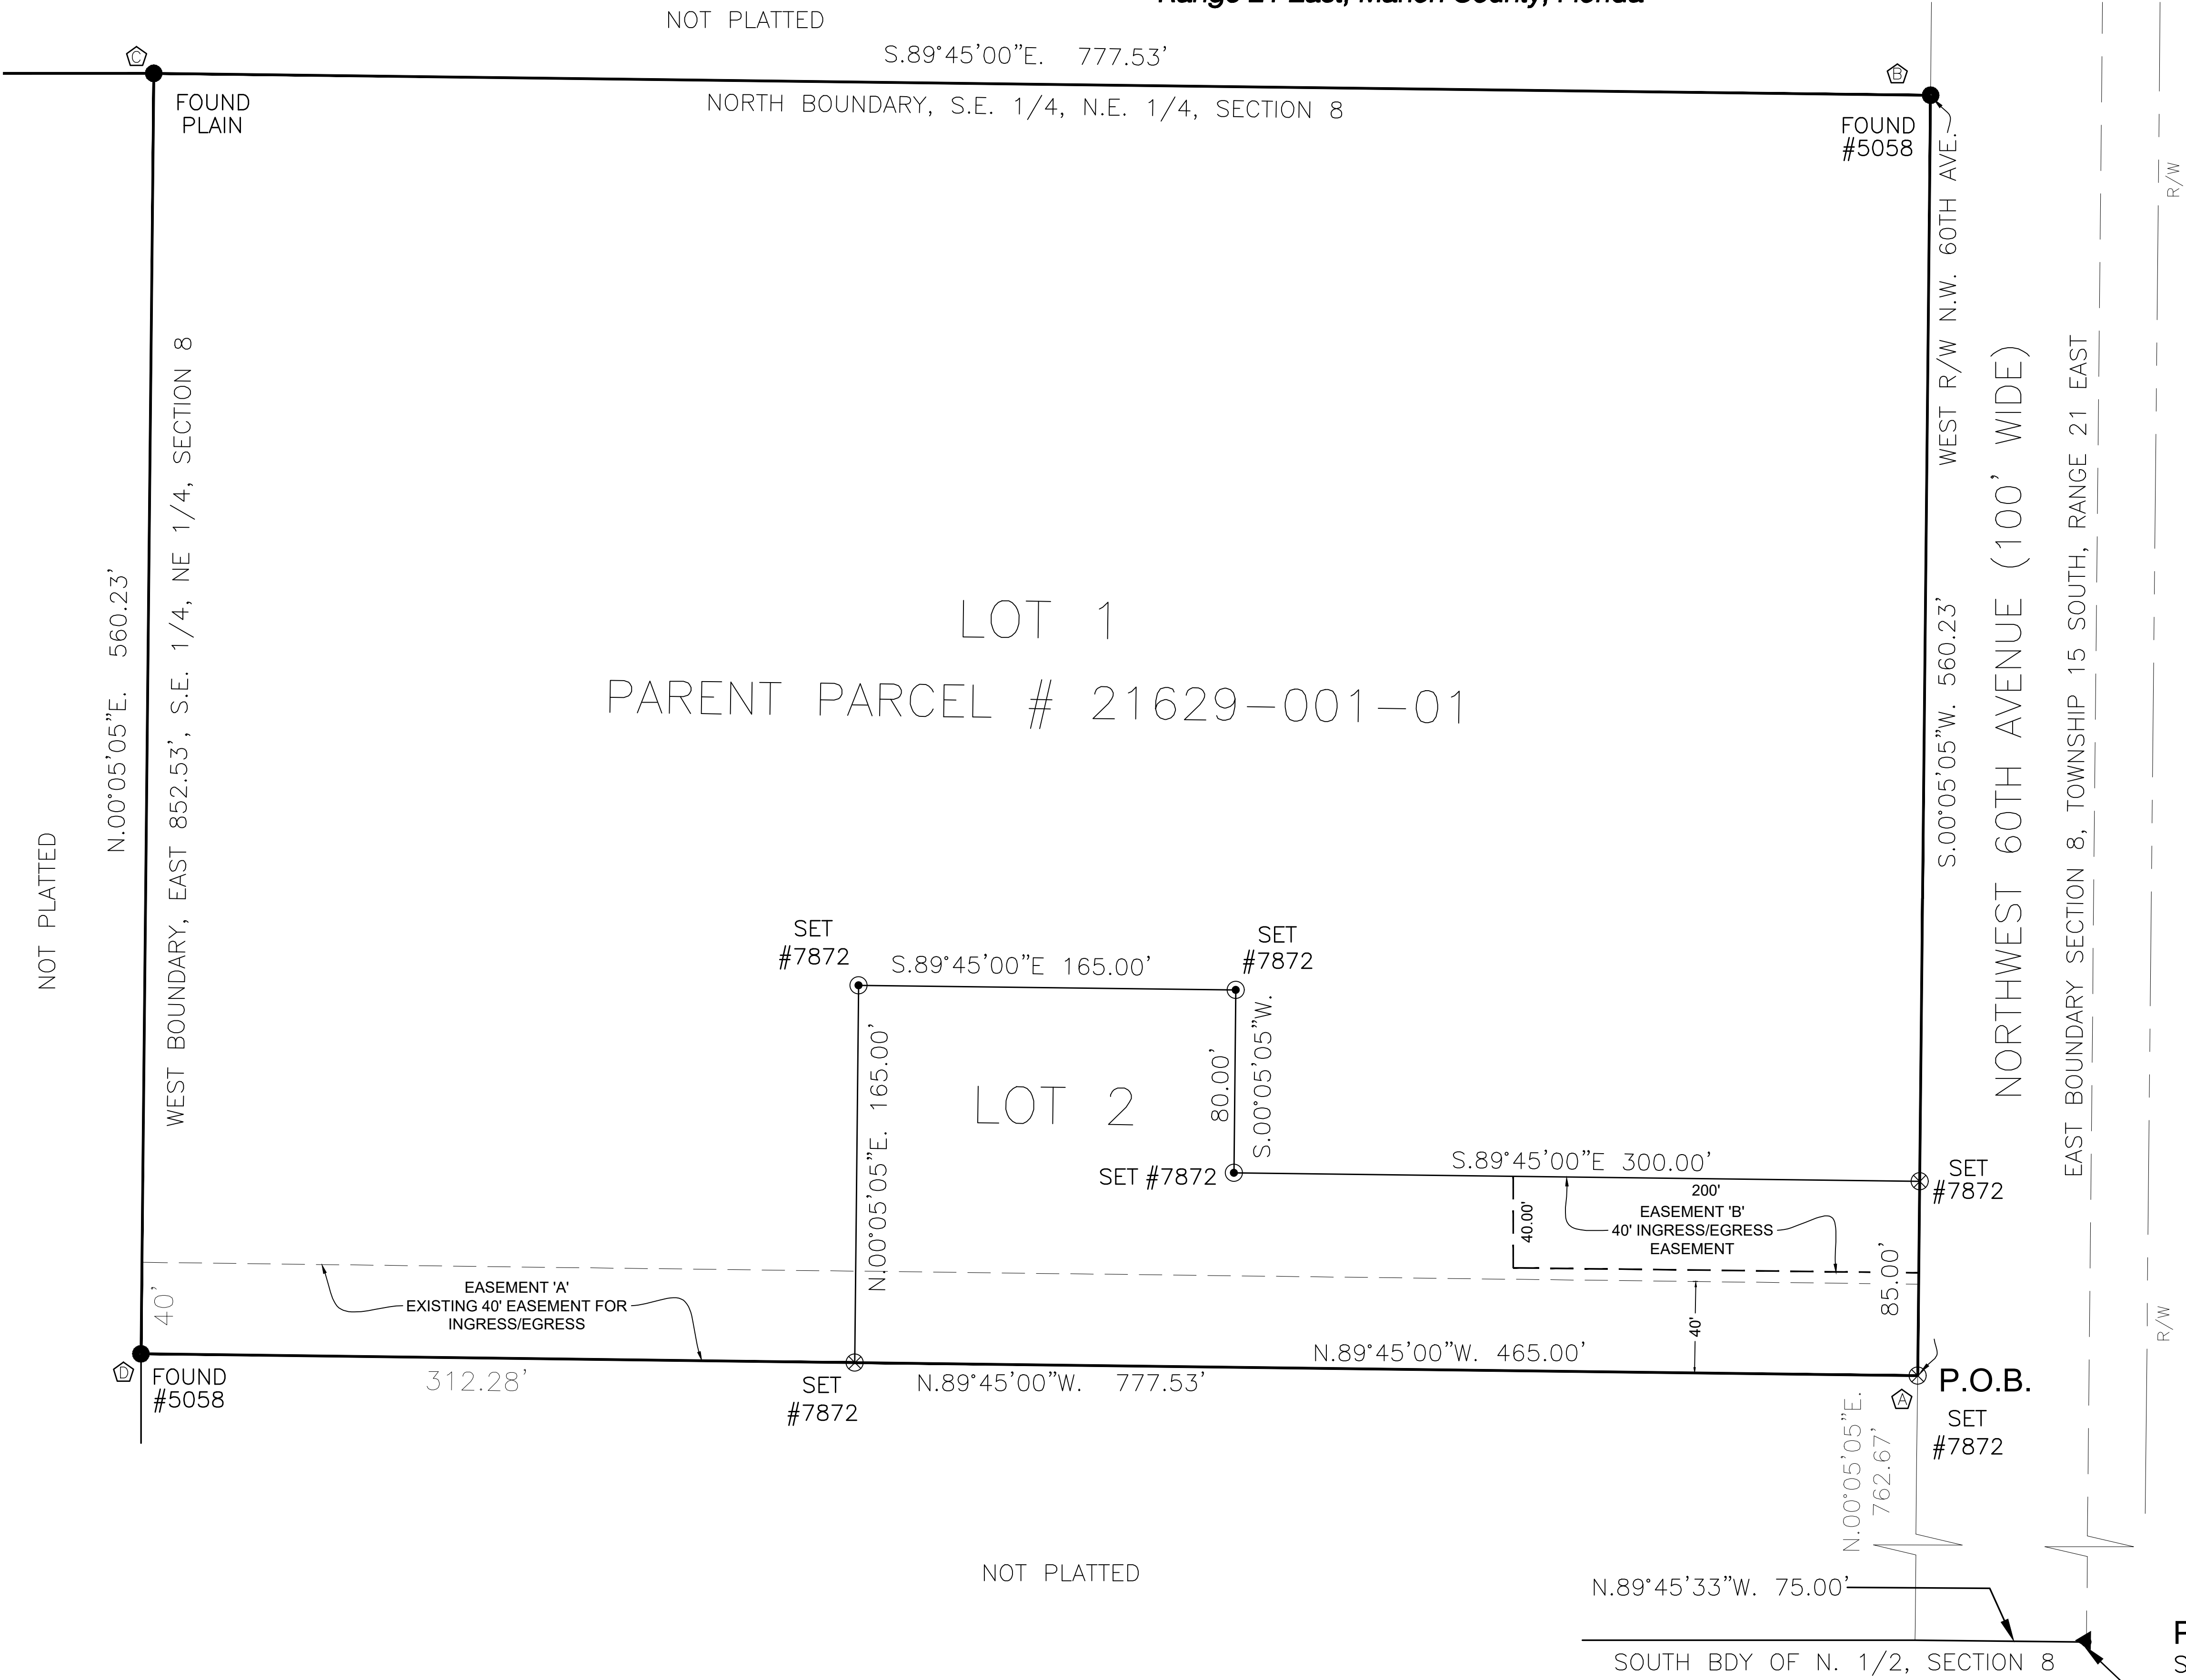 Range 21 East, Marion County, Florida
NOT PLATTED
S.89°45'00"E. 777.53'
C
B
FOUND
PLAIN
NORTH BOUNDARY, S.E. 1/4, N.E. 1/4, SECTION 8
FOUND
#5058
WEST R/W N.W. 60TH AVE.
R/W
N.00°05'05"E. 560.23'
WEST BOUNDARY, EAST 852.53', S.E. 1/4, NE 1/4, SECTION 8
NOT PLATTED
LOT 1
PARENT PARCEL # 21629-001-01
S.00°05'05"W. 560.23'
NORTHWEST 60TH AVENUE (100' WIDE)
EAST BOUNDARY SECTION 8, TOWNSHIP 15 SOUTH, RANGE 21 EAST
SET
#7872
S.89°45'00"E 165.00'
SET
#7872
N.00°05'05"E. 165.00'
LOT 2
80.00'
S.00°05'05"W.
SET #7872
S.89°45'00"E 300.00'
SET
#7872
200'
40.00'
EASEMENT 'B'
40' INGRESS/EGRESS
EASEMENT
85.00'
40'
EASEMENT 'A'
EXISTING 40' EASEMENT FOR
INGRESS/EGRESS
40'
R/W
N.89°45'00"W. 465.00'
D
FOUND
#5058
312.28'
SET
#7872
N.89°45'00"W. 777.53'
A
P.O.B.
SET
#7872
N.00°05'05"E.
762.67'
NOT PLATTED
N.89°45'33"W. 75.00'
SOUTH BDY OF N. 1/2, SECTION 8